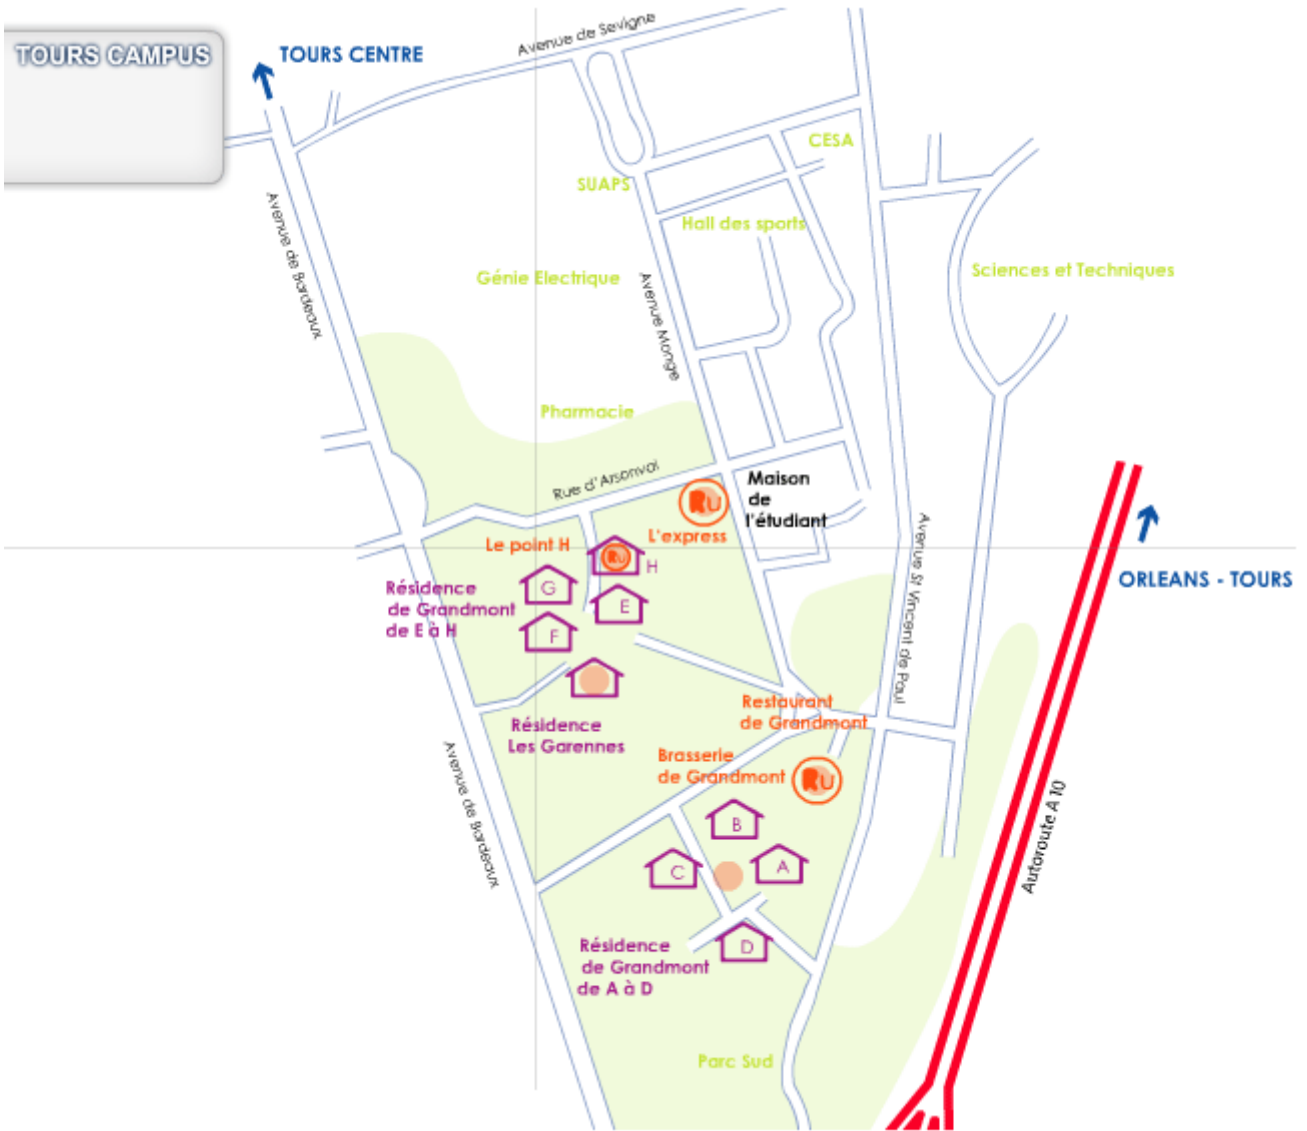 TOURS CAMPUS
TOURS CENTRE
Avenue de Sevigne
CESA
SUAPS
Hall des sports
Avenue de Bordeaux
Génie Electrique
Avenue Monge
Sciences et Techniques
Pharmacie
Rue d'Arsonval
Maison
de
l'étudiant
RU
L'express
Le point H
RU
H
ORLEANS - TOURS
Avenue St Vincent de Paul
Résidence
de Grandmont
de E à H
G
E
F
Résidence
Les Garennes
Restaurant
de Grandmont
Brasserie
de Grandmont
RU
Avenue de Bordeaux
Autoroute A 10
B
C
A
D
Résidence
de Grandmont
de A à D
Parc Sud